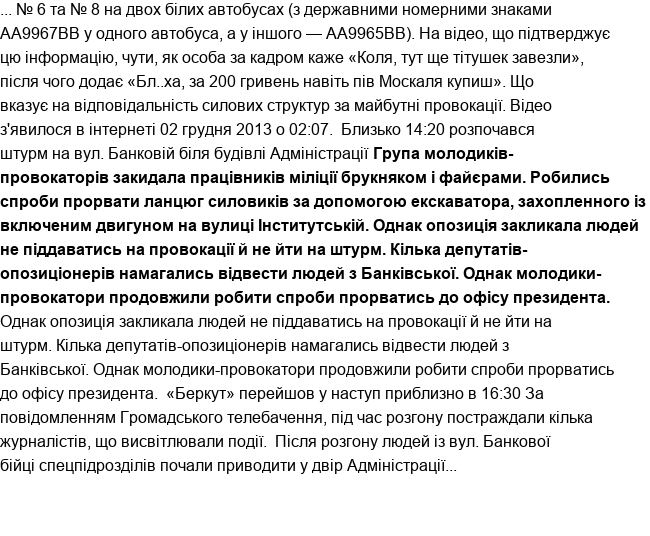 ... № 6 та № 8 на двох білих автобусах (з державними номерними знаками
АА9967ВВ у одного автобуса, а у іншого — АА9965ВВ). На відео, що підтверджує
цю інформацію, чути, як особа за кадром каже «Коля, тут ще тітушек завезли»,
після чого додає «Бл..ха, за 200 гривень навіть пів Москаля купиш». Що
вказує на відповідальність силових структур за майбутні провокації. Відео
з'явилося в інтернеті 02 грудня 2013 о 02:07.  Близько 14:20 розпочався
штурм на вул. Банковій біля будівлі Адміністрації Група молодиків-
провокаторів закидала працівників міліції брукняком і файєрами. Робились
спроби прорвати ланцюг силовиків за допомогою екскаватора, захопленного із
включеним двигуном на вулиці Інститутській. Однак опозиція закликала людей
не піддаватись на провокації й не йти на штурм. Кілька депутатів-
опозиціонерів намагались відвести людей з Банківської. Однак молодики-
провокатори продовжили робити спроби прорватись до офісу президента.
Однак опозиція закликала людей не піддаватись на провокації й не йти на
штурм. Кілька депутатів-опозиціонерів намагались відвести людей з
Банківської. Однак молодики-провокатори продовжили робити спроби прорватись
до офісу президента.  «Беркут» перейшов у наступ приблизно в 16:30 За
повідомленням Громадського телебачення, під час розгону постраждали кілька
журналістів, що висвітлювали події.  Після розгону людей із вул. Банкової
бійці спецпідрозділів почали приводити у двір Адміністрації...